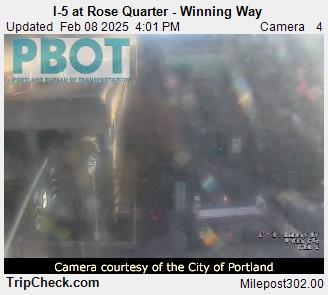 I-5 at Rose Quarter - Winning Way
Updated Feb 08 2025 4:01 PM Camera 4
PBOT
PORTLAND BUREAU OF TRANSPORTATION
Camera courtesy of the City of Portland
TripCheck.com Milepost302.00